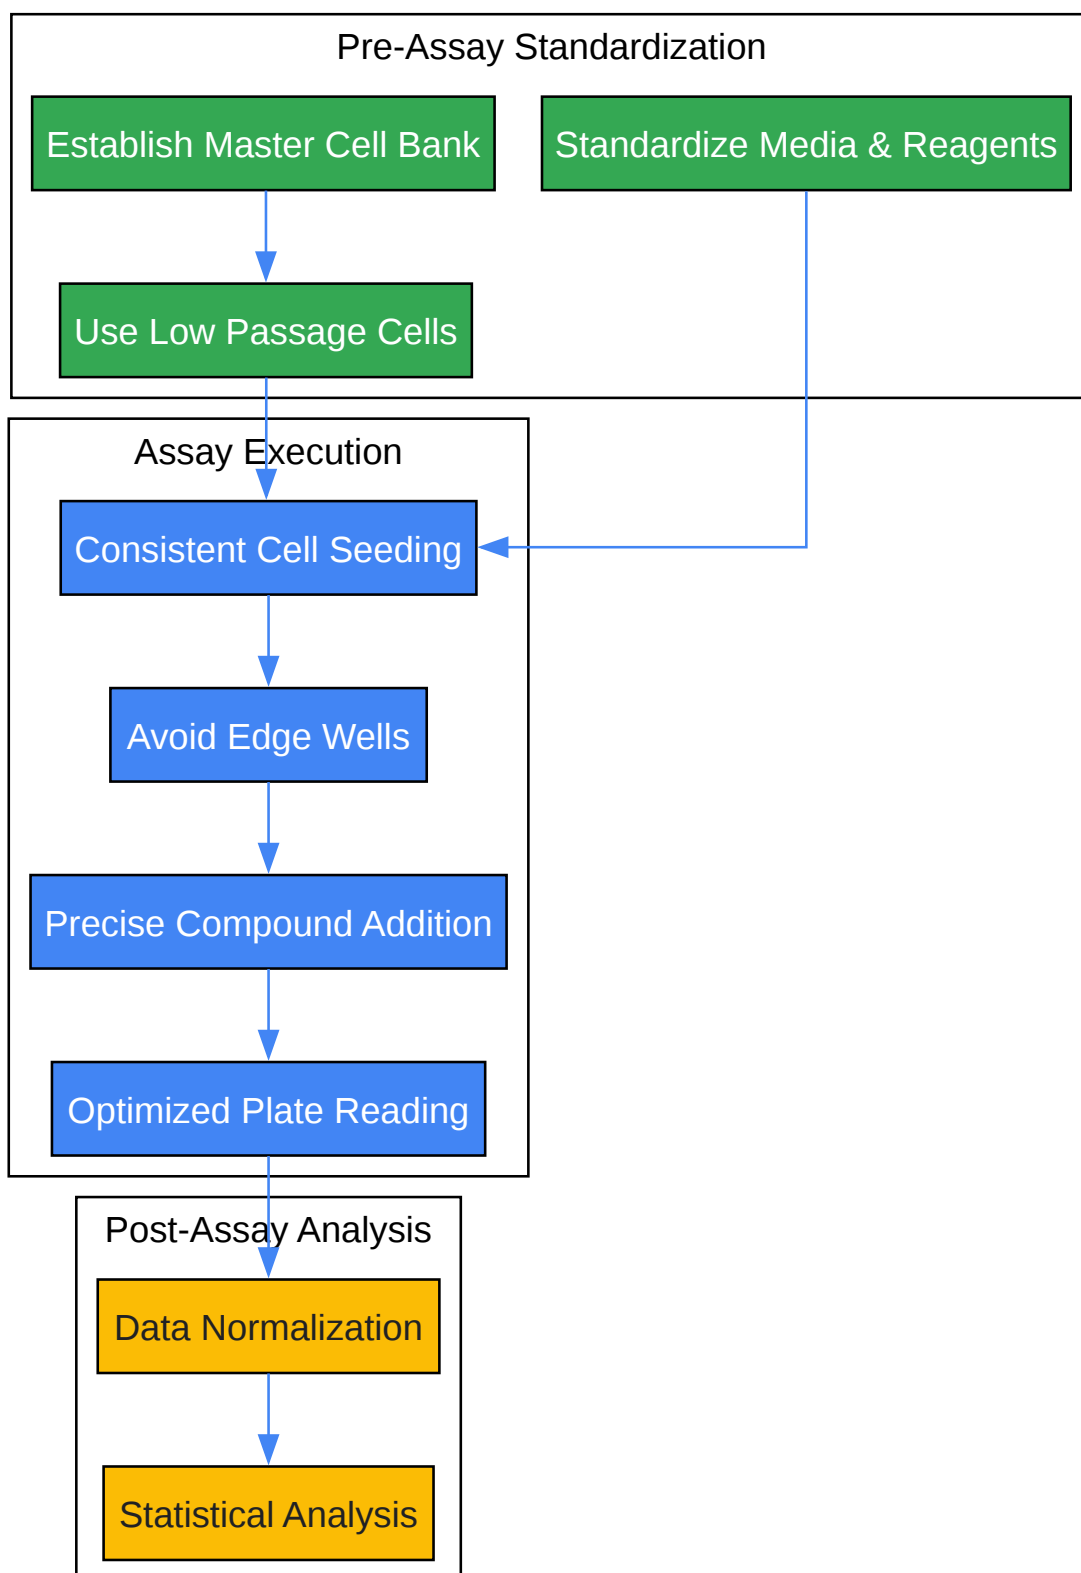 Pre-Assay Standardization
Establish Master Cell Bank
Standardize Media & Reagents
Use Low Passage Cells
Assay Execution
Consistent Cell Seeding
Avoid Edge Wells
Precise Compound Addition
Optimized Plate Reading
Post-Assay Analysis
Data Normalization
Statistical Analysis